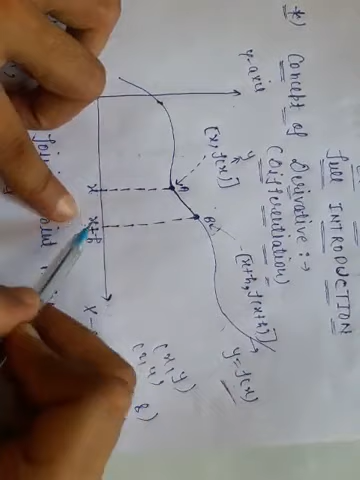 full INTRODUCTION
*) Concept of Derivative :→
(Differentiation)
y-axis
y
[x, f(x)]
A
B
[x+h, f(x+h)]
y=f(x)
x
x+h
X-
(x, y)